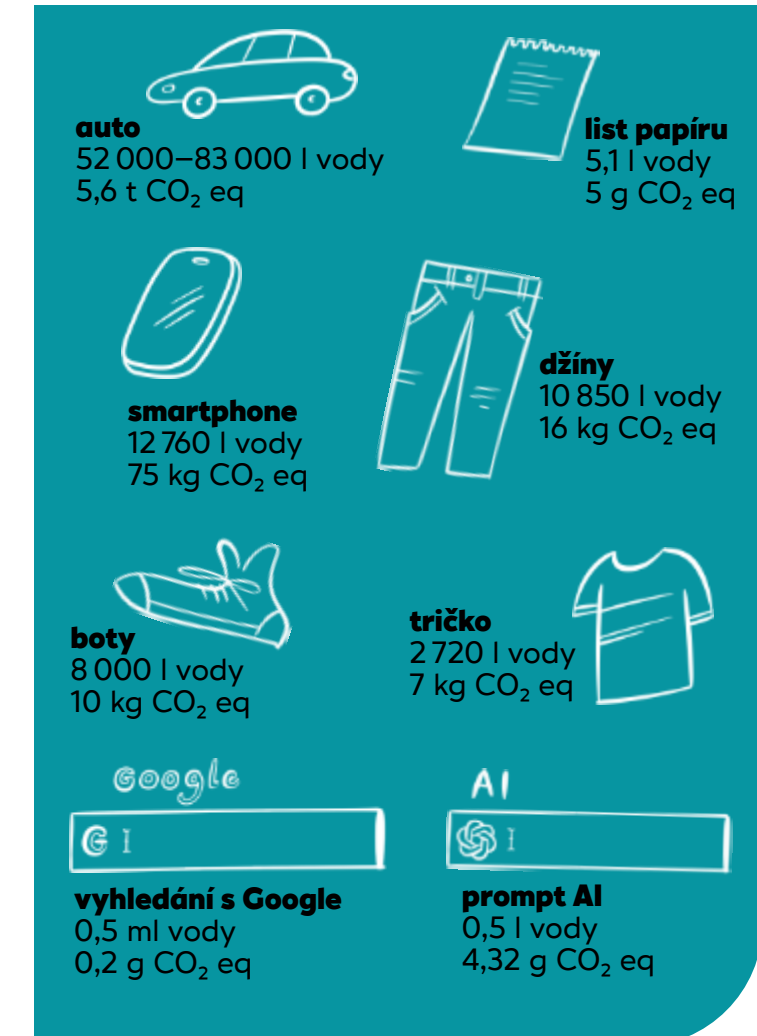 auto
52 000–83 000 l vody
5,6 t CO₂ eq
list papíru
5,1 l vody
5 g CO₂ eq
smartphone
12 760 l vody
75 kg CO₂ eq
džíny
10 850 l vody
16 kg CO₂ eq
boty
8 000 l vody
10 kg CO₂ eq
tričko
2 720 l vody
7 kg CO₂ eq
Google
G
vyhledání s Google
0,5 ml vody
0,2 g CO₂ eq
AI
prompt AI
0,5 l vody
4,32 g CO₂ eq